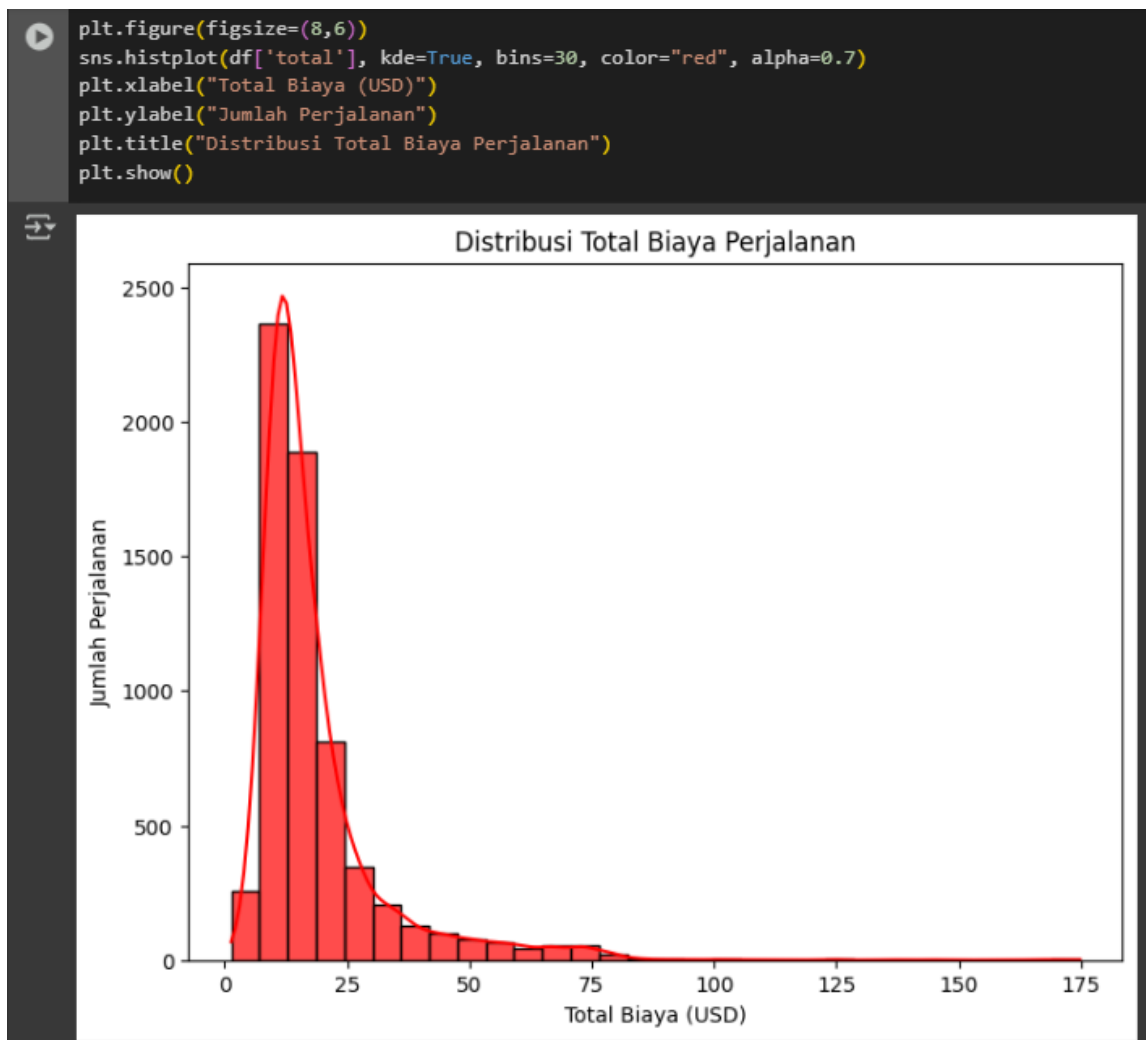 plt.figure(figsize=(8,6))
sns.histplot(df['total'], kde=True, bins=30, color="red", alpha=0.7)
plt.xlabel("Total Biaya (USD)")
plt.ylabel("Jumlah Perjalanan")
plt.title("Distribusi Total Biaya Perjalanan")
plt.show()
Distribusi Total Biaya Perjalanan
Jumlah Perjalanan
2500
2000
1500
1000
500
0
0 25 50 75 100 125 150 175
Total Biaya (USD)